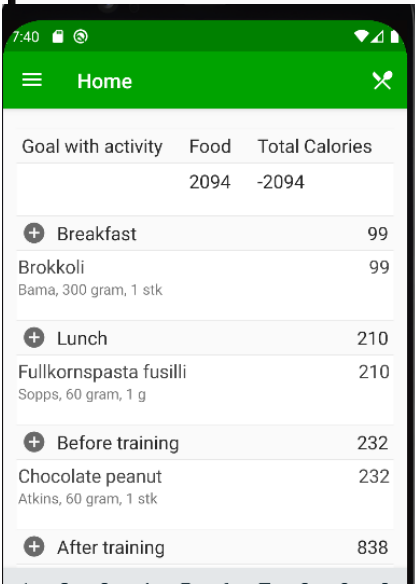 7:40
Home
Goal with activity Food Total Calories
2094 -2094
Breakfast 99
Brokkoli 99
Bama, 300 gram, 1 stk
Lunch 210
Fullkornspasta fusilli 210
Sopps, 60 gram, 1 g
Before training 232
Chocolate peanut 232
Atkins, 60 gram, 1 stk
After training 838